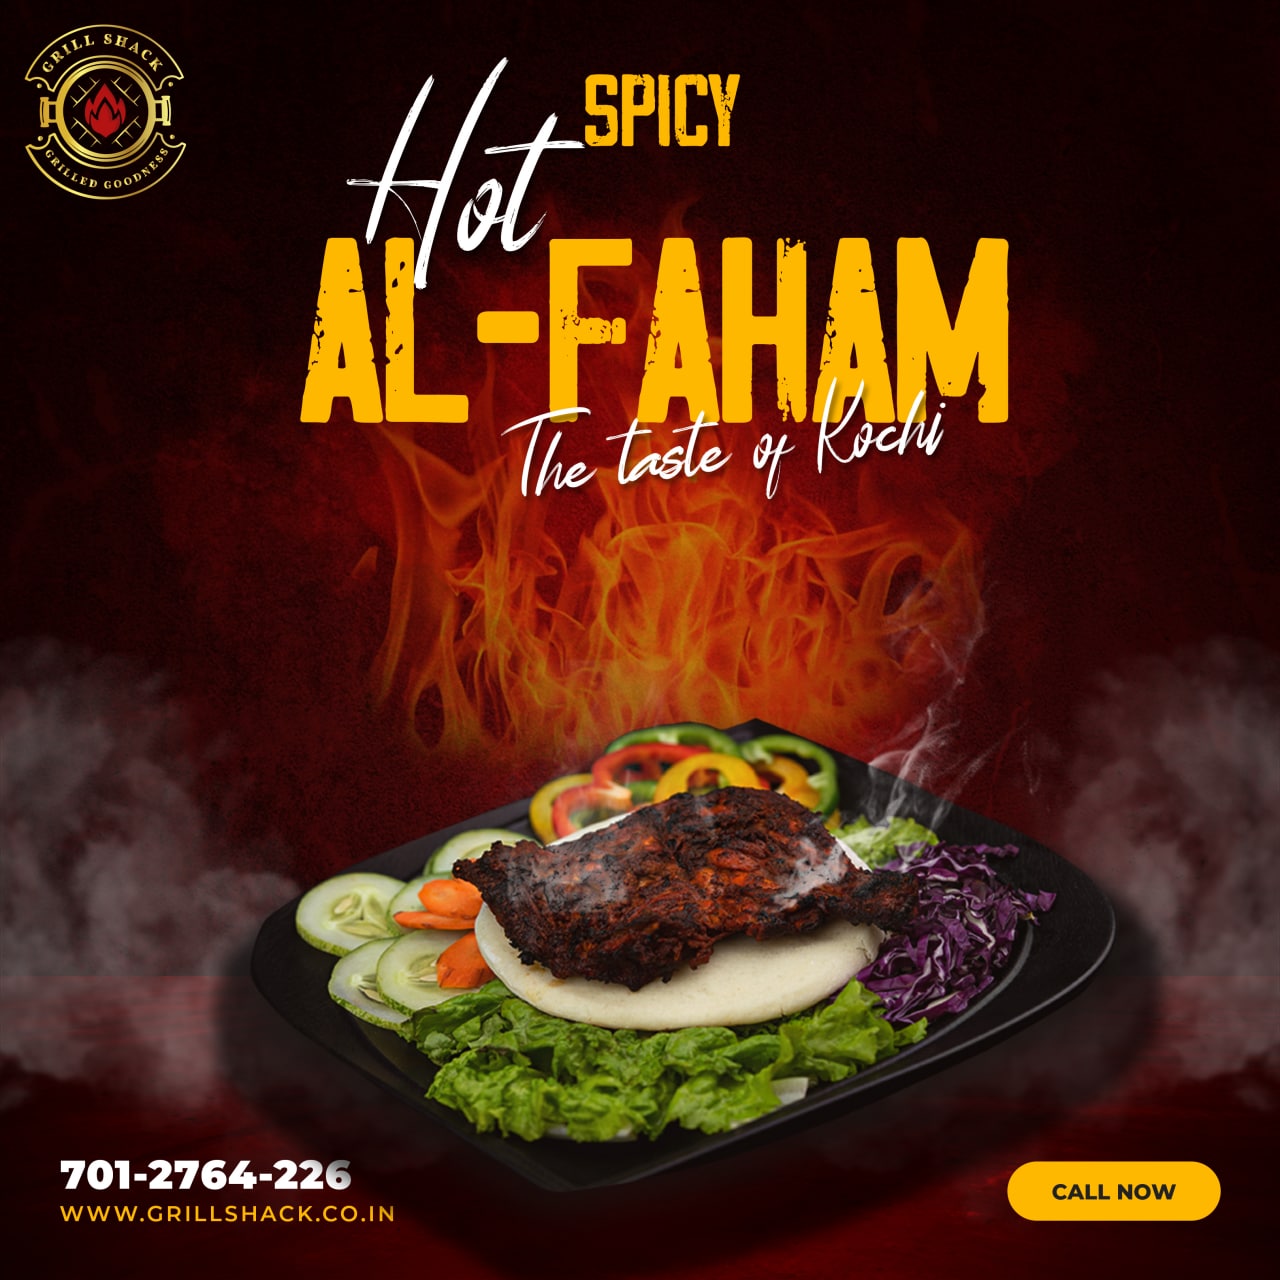 GRILL SHACK
GRILLED GOODNESS
Hot SPICY
AL-FAHAM
The taste of Kochi
701-2764-226
WWW.GRILLSHACK.CO.IN
CALL NOW